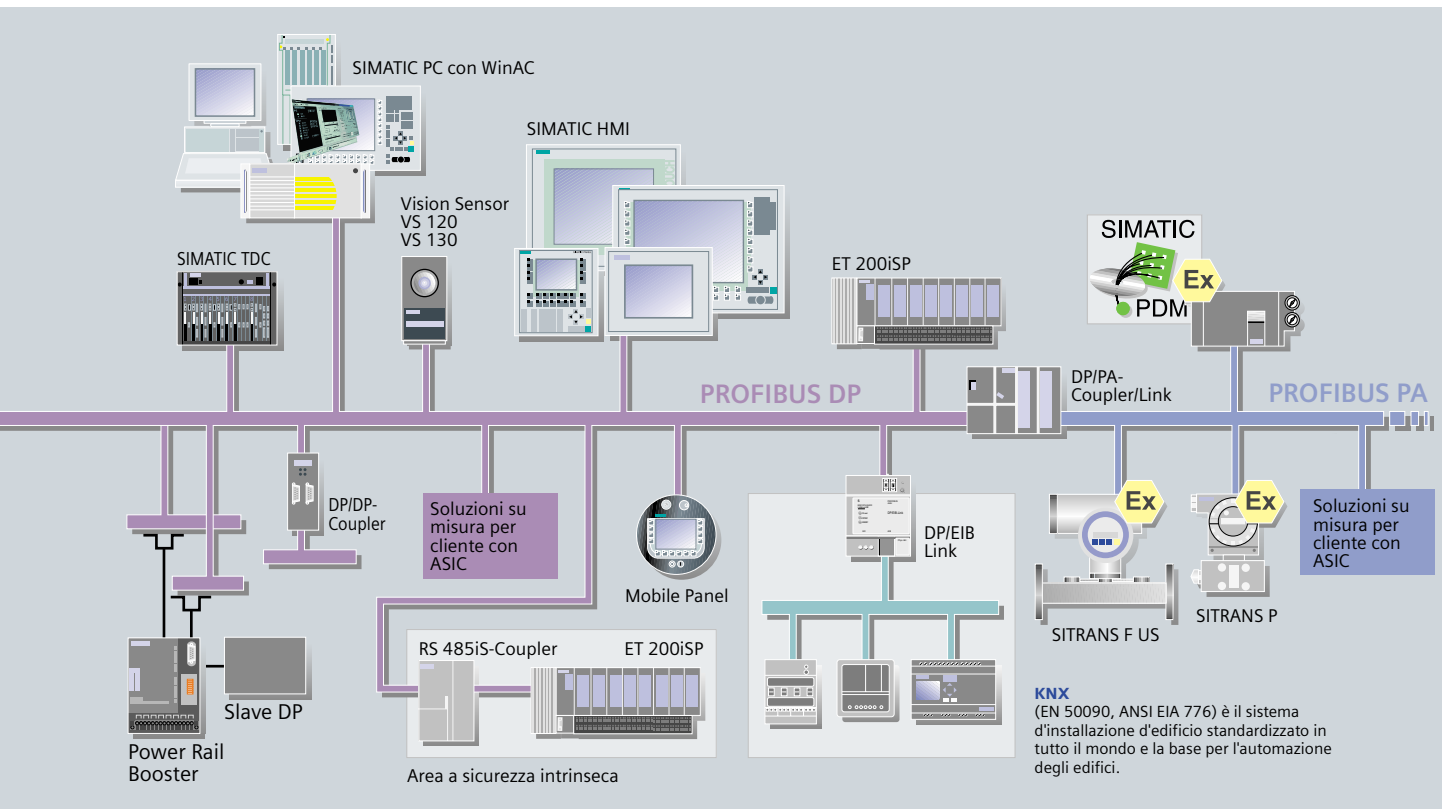 SIMATIC PC con WinAC
SIMATIC HMI
Vision Sensor
VS 120
VS 130
SIMATIC TDC
ET 200iSP
SIMATIC
PDM
Ex
PROFIBUS DP
DP/PA-
Coupler/Link
PROFIBUS PA
DP/DP-
Coupler
Soluzioni su
misura per
cliente con
ASIC
Mobile Panel
DP/EIB
Link
Ex
SITRANS F US
Ex
SITRANS P
Soluzioni su
misura per
cliente con
ASIC
Slave DP
Power Rail
Booster
RS 485iS-Coupler
ET 200iSP
Area a sicurezza intrinseca
KNX
(EN 50090, ANSI EIA 776) è il sistema
d'installazione d'edificio standardizzato in
tutto il mondo e la base per l'automazione
degli edifici.